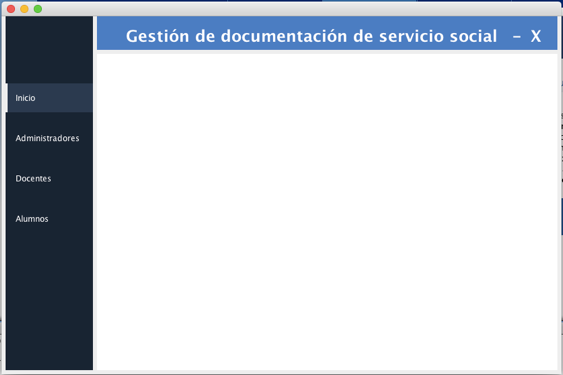 Gestión de documentación de servicio social - X
Inicio
Administradores
Docentes
Alumnos